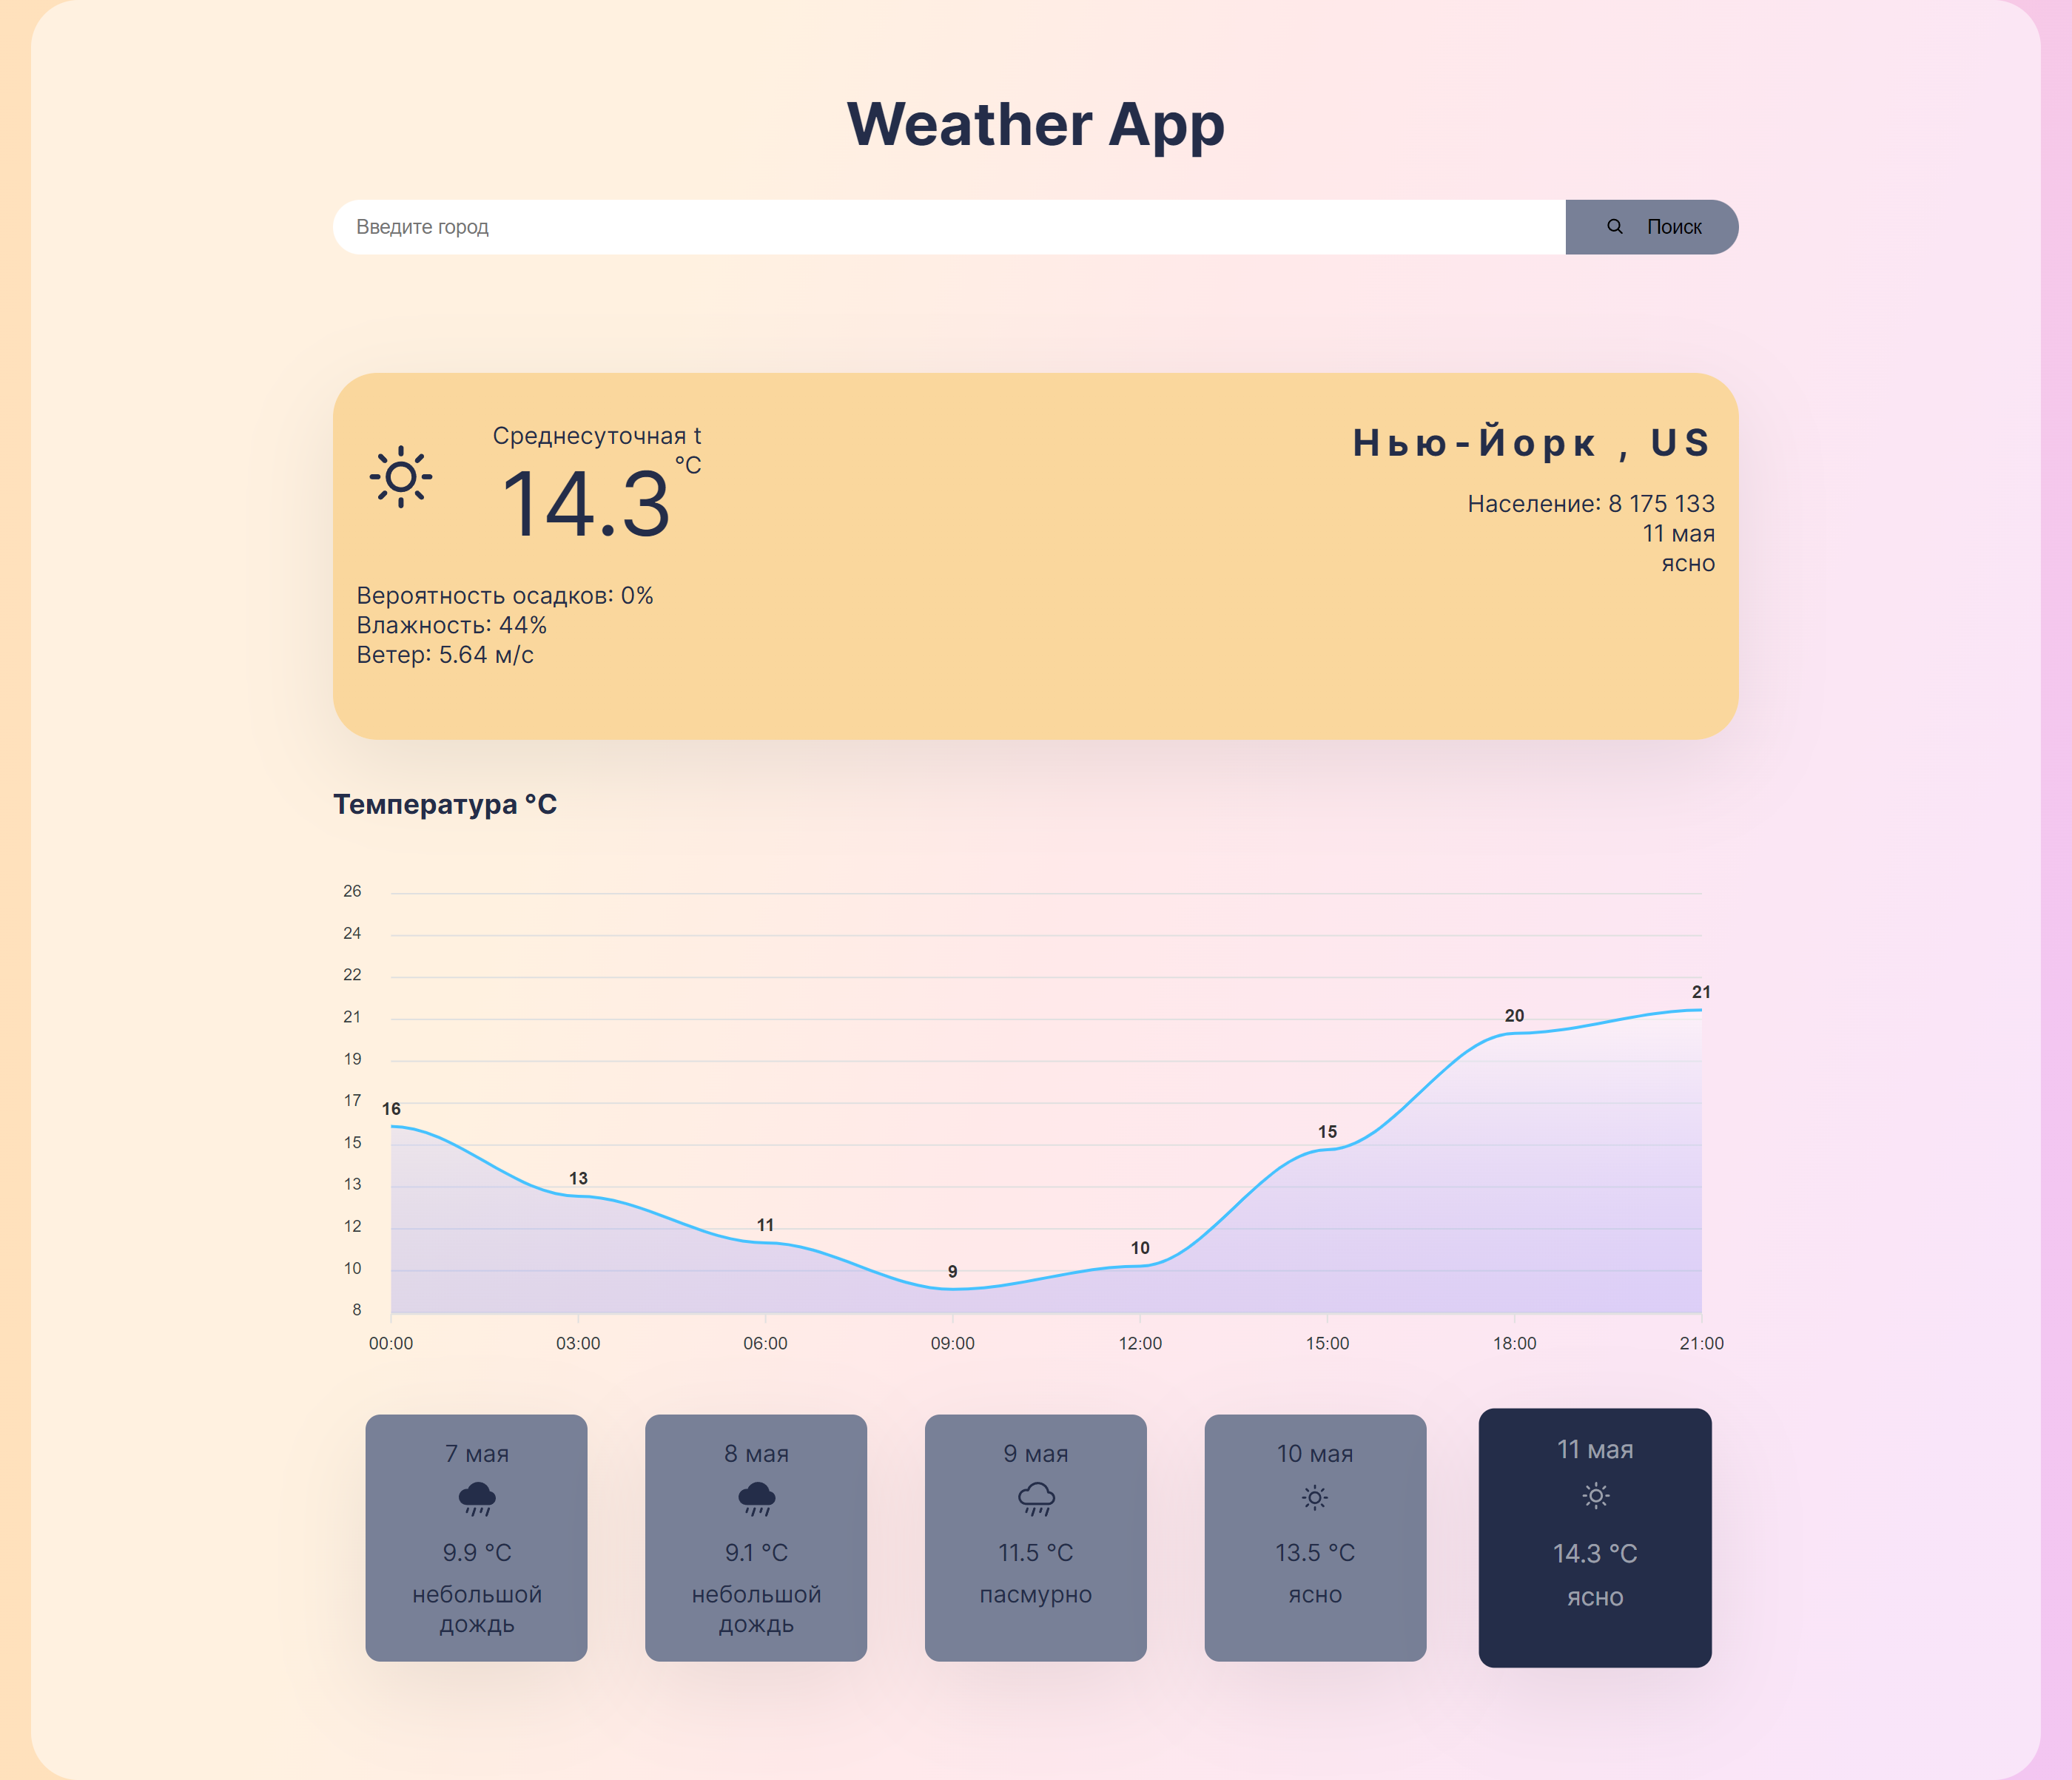 Weather App
Введите город
Поиск
Среднесуточная t
14.3 °C
Вероятность осадков: 0%
Влажность: 44%
Ветер: 5.64 м/с
Нью-Йорк , US
Население: 8 175 133
11 мая
ясно
Температура °C
26
24
22
21
19
17
15
13
12
10
8
16
13
11
9
10
15
20
21
00:00 03:00 06:00 09:00 12:00 15:00 18:00 21:00
7 мая
9.9 °C
небольшой
дождь
8 мая
9.1 °C
небольшой
дождь
9 мая
11.5 °C
пасмурно
10 мая
13.5 °C
ясно
11 мая
14.3 °C
ясно